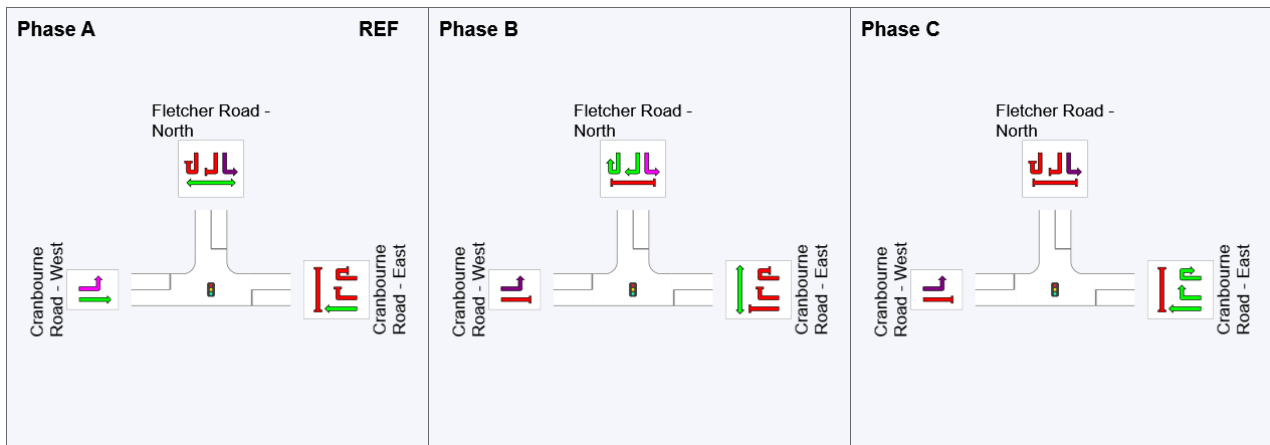 Phase A
REF
Fletcher Road -
North
Cranbourne
Road - West
Cranbourne
Road - East
Phase B
Fletcher Road -
North
Cranbourne
Road - West
Cranbourne
Road - East
Phase C
Fletcher Road -
North
Cranbourne
Road - West
Cranbourne
Road - East